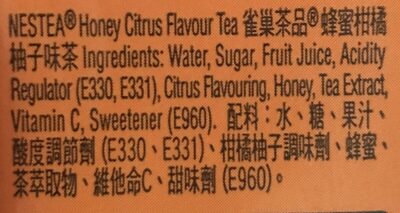 NESTEA® Honey Citrus Flavour Tea 雀巢茶品® 蜂蜜柑橘
柚子味茶 Ingredients: Water, Sugar, Fruit Juice, Acidity
Regulator (E330, E331), Citrus Flavouring, Honey, Tea Extract,
Vitamin C, Sweetener (E960). 配料：水、糖、果汁、
酸度調節劑 (E330、E331)、柑橘柚子調味劑、蜂蜜、
茶萃取物、維他命C、甜味劑 (E960)。